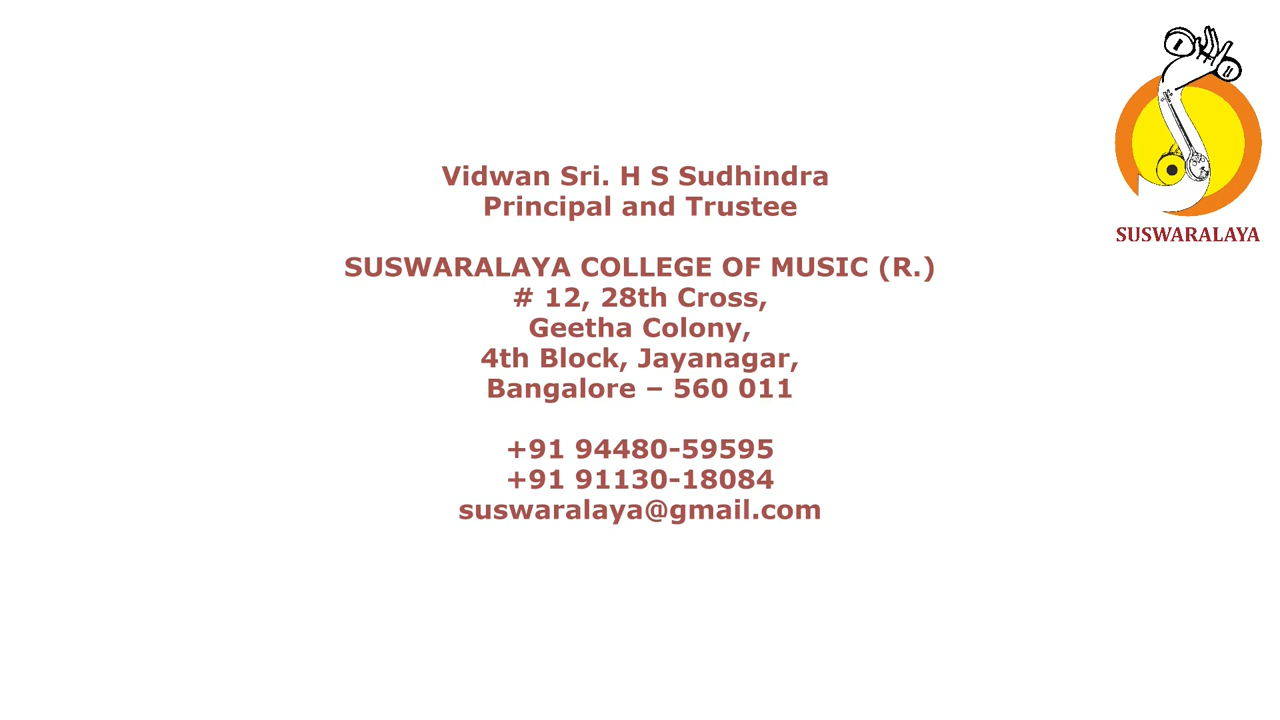 Vidwan Sri. H S Sudhindra
Principal and Trustee
SUSWARALAYA COLLEGE OF MUSIC (R.)
# 12, 28th Cross,
Geetha Colony,
4th Block, Jayanagar,
Bangalore – 560 011
+91 94480-59595
+91 91130-18084
suswaralaya@gmail.com
SUSWARALAYA